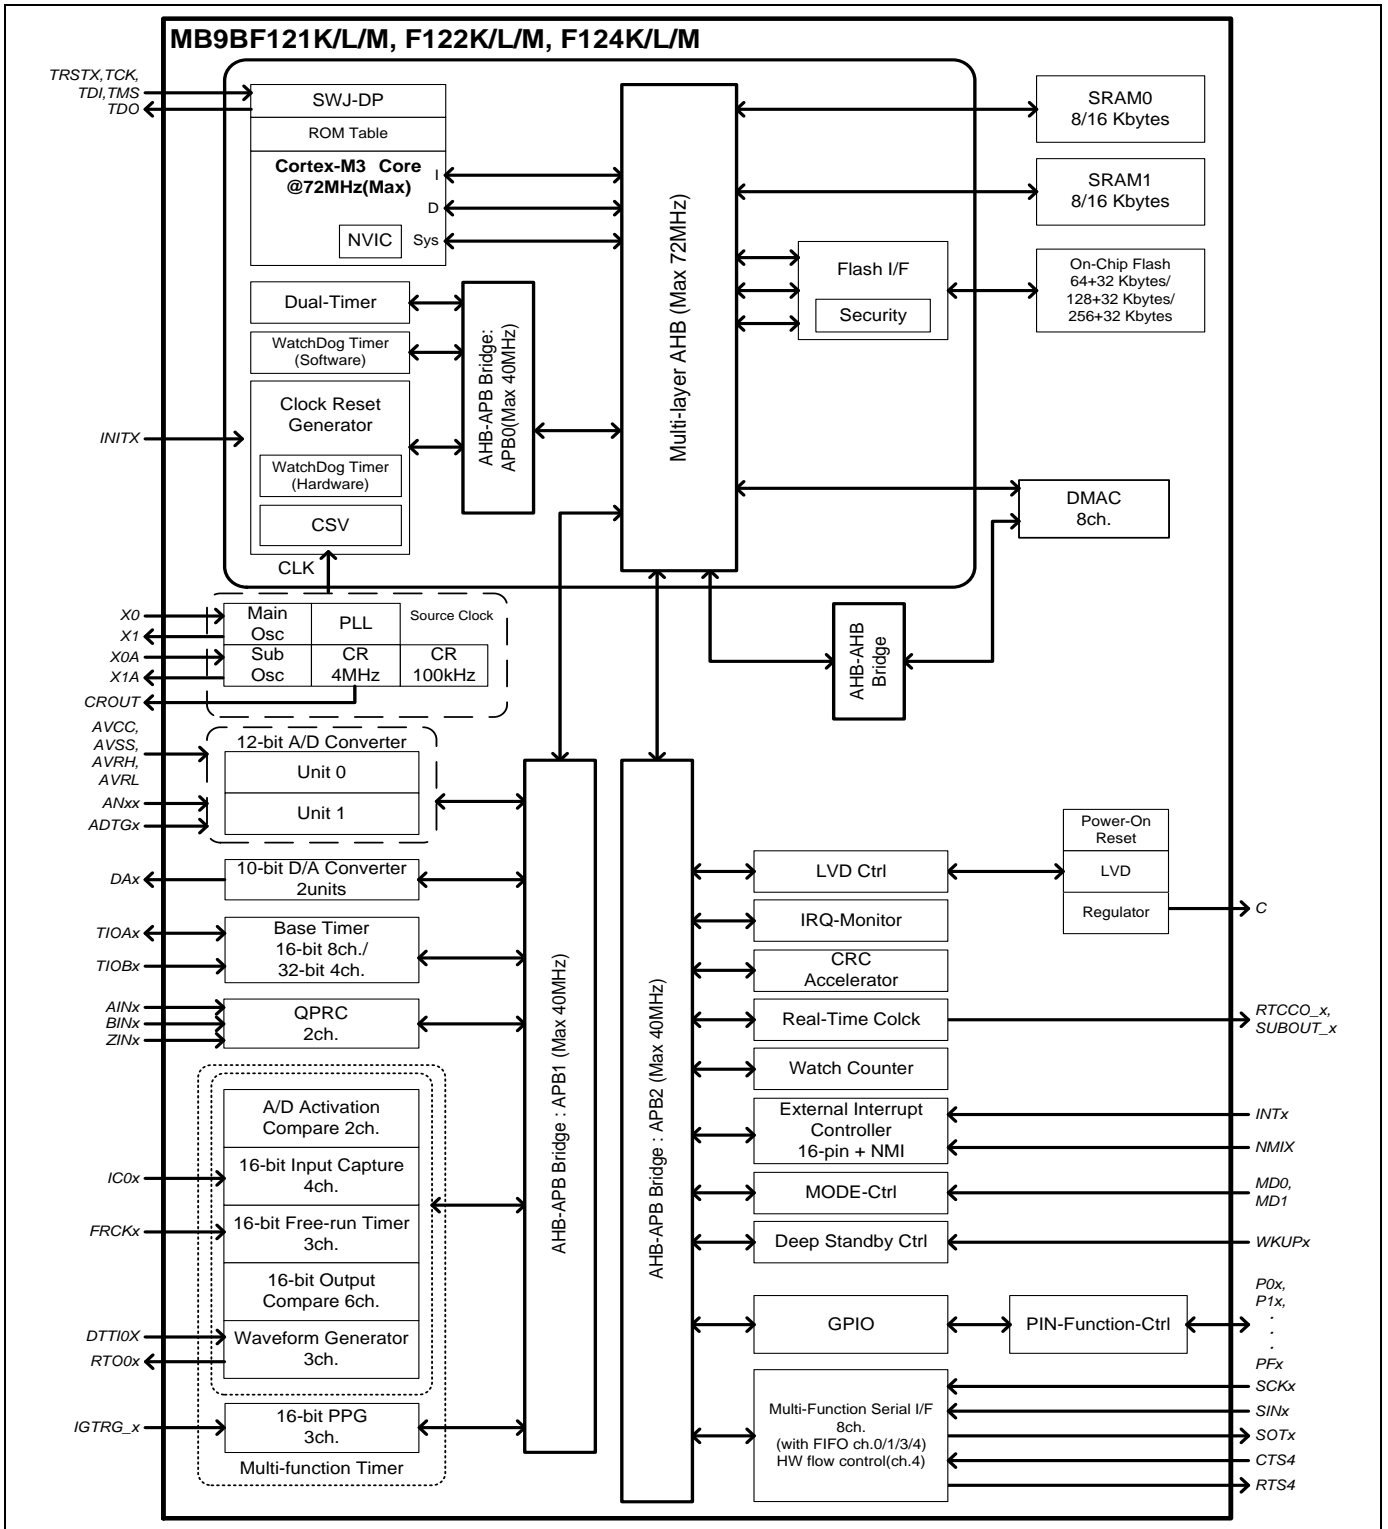 MB9BF121K/L/M, F122K/L/M, F124K/L/M
TRSTX,TCK,
TDI,TMS
TDO
SWJ-DP
ROM Table
Cortex-M3 Core
@72MHz(Max)
I
D
Sys
NVIC
Multi-layer AHB (Max 72MHz)
SRAM0
8/16 Kbytes
SRAM1
8/16 Kbytes
Flash I/F
Security
On-Chip Flash
64+32 Kbytes/
128+32 Kbytes/
256+32 Kbytes
Dual-Timer
WatchDog Timer
(Software)
AHB-APB Bridge:
APB0(Max 40MHz)
INITX
Clock Reset
Generator
WatchDog Timer
(Hardware)
CSV
CLK
DMAC
8ch.
AHB-AHB
Bridge
X0
X1
X0A
X1A
CROUT
Main
Osc
PLL
Source Clock
Sub
Osc
CR
4MHz
CR
100kHz
AVCC,
AVSS,
AVRH,
AVRL
ANxx
ADTGx
12-bit A/D Converter
Unit 0
Unit 1
DAx
10-bit D/A Converter
2units
TIOAx
TIOBx
Base Timer
16-bit 8ch./
32-bit 4ch.
AINx
BINx
ZINx
QPRC
2ch.
A/D Activation
Compare 2ch.
IC0x
16-bit Input Capture
4ch.
FRCKx
16-bit Free-run Timer
3ch.
16-bit Output
Compare 6ch.
DTTI0X
RTO0x
Waveform Generator
3ch.
IGTRG_x
16-bit PPG
3ch.
Multi-function Timer
AHB-APB Bridge : APB1 (Max 40MHz)
AHB-APB Bridge : APB2 (Max 40MHz)
LVD Ctrl
Power-On
Reset
LVD
Regulator
C
IRQ-Monitor
CRC
Accelerator
Real-Time Colck
RTCCO_x,
SUBOUT_x
Watch Counter
External Interrupt
Controller
16-pin + NMI
INTx
NMIX
MODE-Ctrl
MD0,
MD1
Deep Standby Ctrl
WKUPx
GPIO
PIN-Function-Ctrl
P0x,
P1x,
.
.
.
PFx
Multi-Function Serial I/F
8ch.
(with FIFO ch.0/1/3/4)
HW flow control(ch.4)
SCKx
SINx
SOTx
CTS4
RTS4